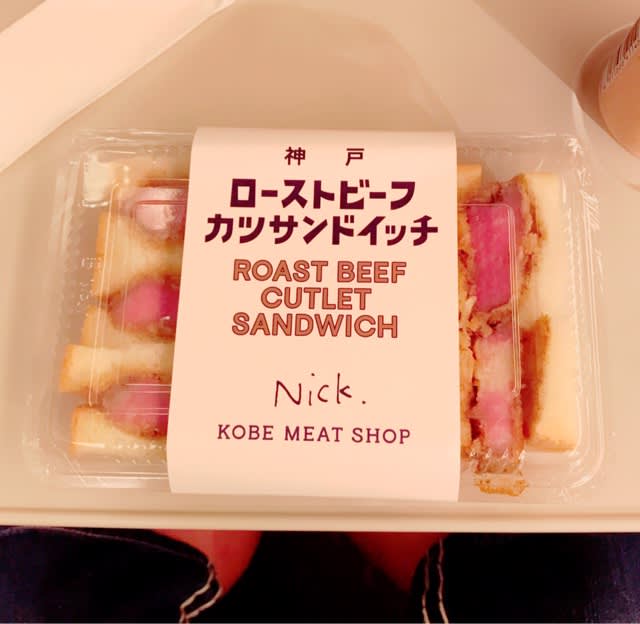 神戸
ローストビーフ
カツサンドイッチ
ROAST BEEF
CUTLET
SANDWICH
Nick.
KOBE MEAT SHOP